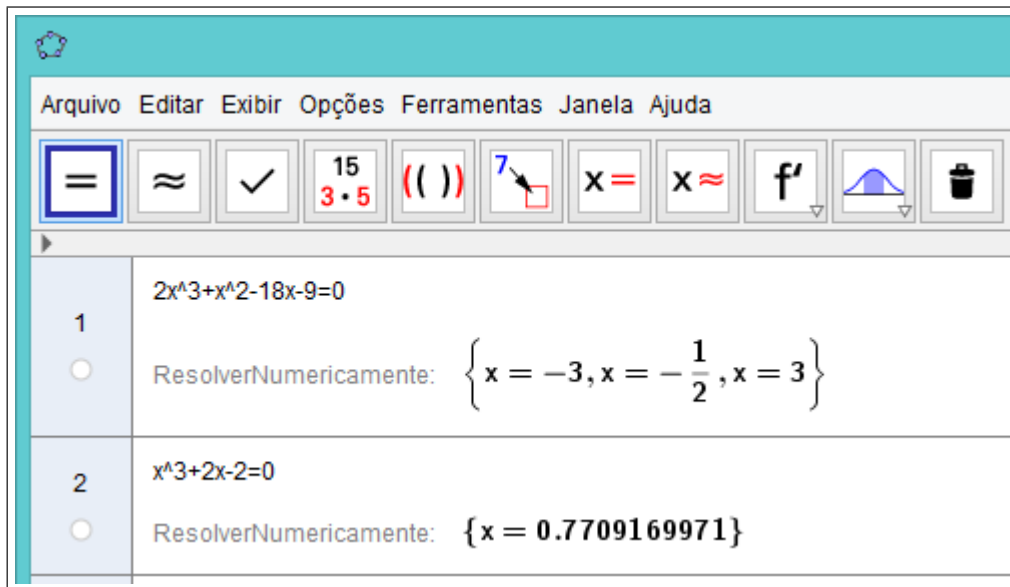 Arquivo Editar Exibir Opções Ferramentas Janela Ajuda
= ≈ ✓ 15 3·5 (( )) 7 x= x≈ f′
1
2x^3+x^2-18x-9=0
ResolverNumericamente: {x = −3, x = −1/2, x = 3}
2
x^3+2x-2=0
ResolverNumericamente: {x = 0.7709169971}